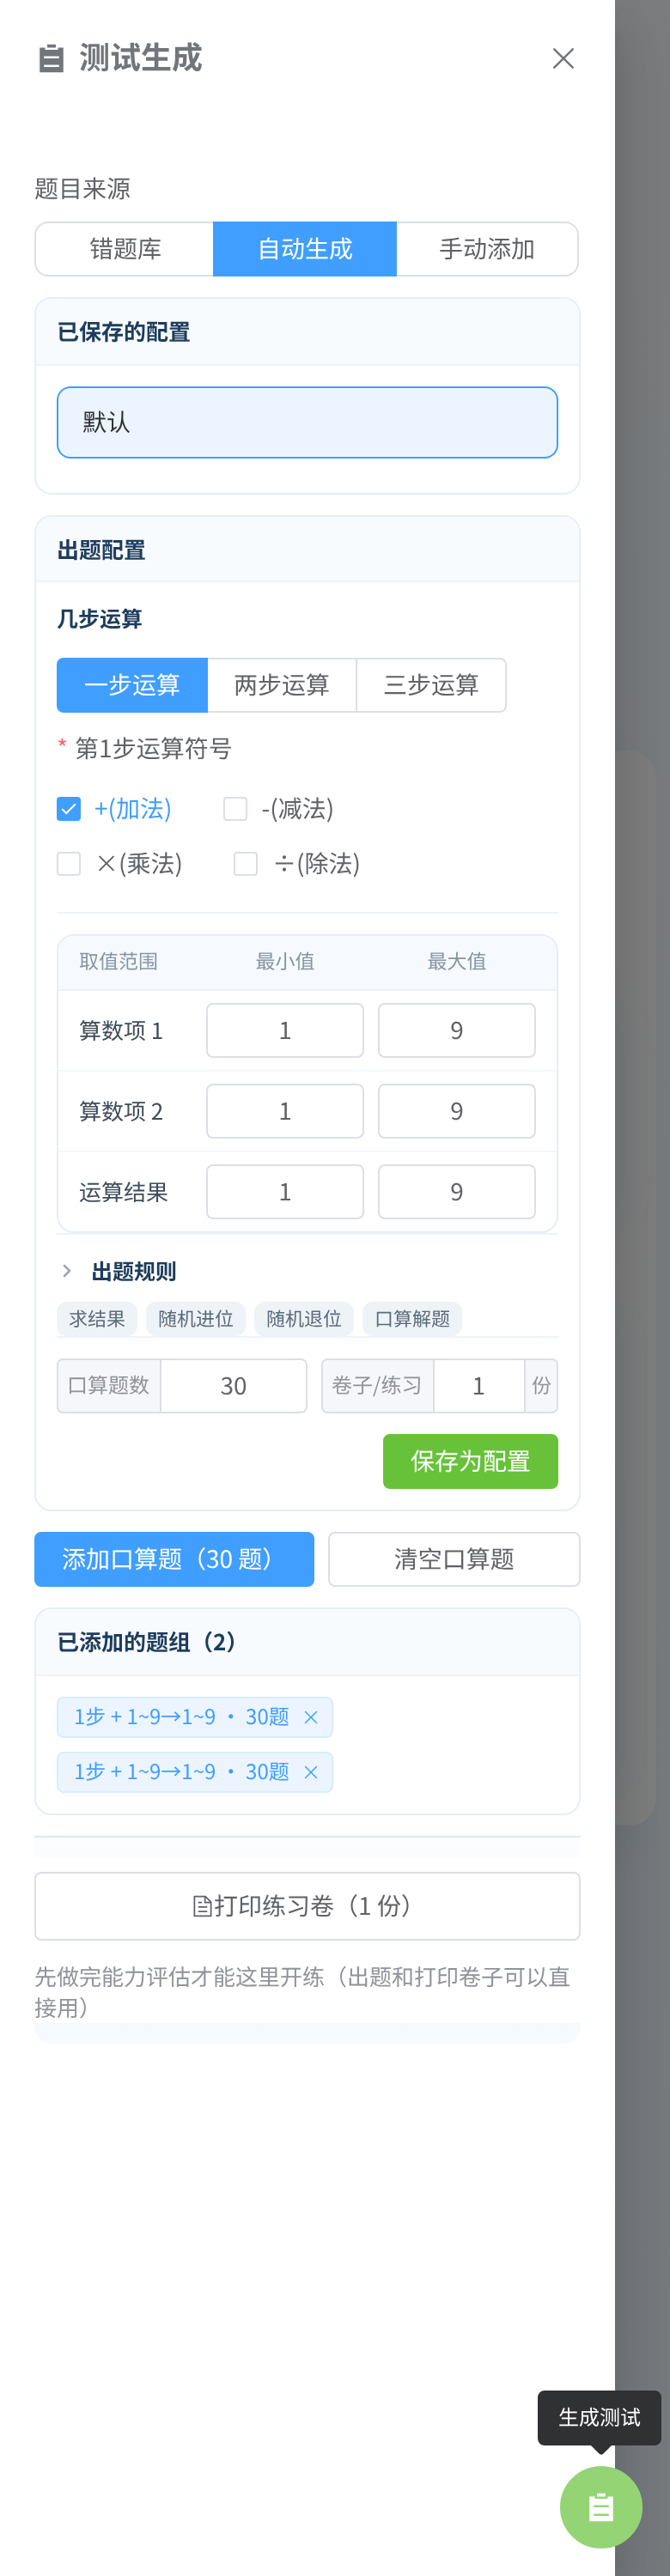 测试生成
题目来源
错题库 自动生成 手动添加
已保存的配置
默认
出题配置
几步运算
一步运算 两步运算 三步运算
* 第1步运算符号
+(加法) -(减法)
×(乘法) ÷(除法)
取值范围 最小值 最大值
算数项 1 1 9
算数项 2 1 9
运算结果 1 9
出题规则
求结果 随机进位 随机退位 口算解题
口算题数 30 卷子/练习 1 份
保存为配置
添加口算题（30 题） 清空口算题
已添加的题组（2）
1步 + 1~9→1~9 · 30题
1步 + 1~9→1~9 · 30题
打印练习卷（1 份）
先做完能力评估才能这里开练（出题和打印卷子可以直
接用）
生成测试